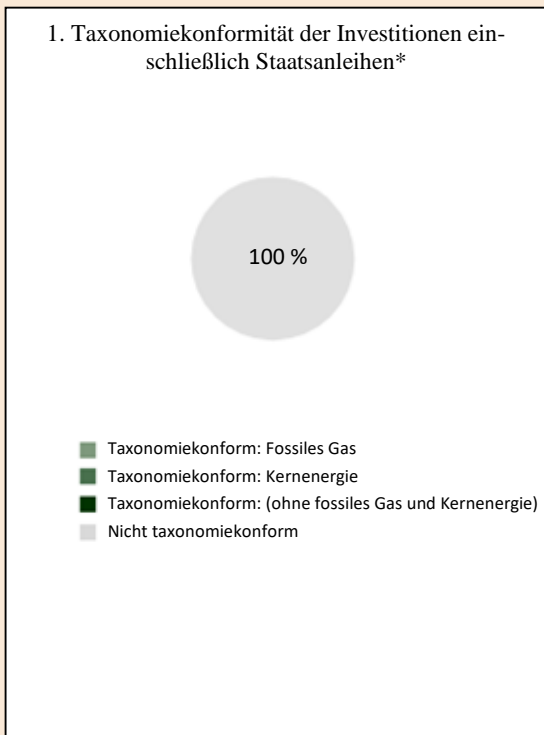 1. Taxonomiekonformität der Investitionen ein-
schließlich Staatsanleihen*
100 %
Taxonomiekonform: Fossiles Gas
Taxonomiekonform: Kernenergie
Taxonomiekonform: (ohne fossiles Gas und Kernenergie)
Nicht taxonomiekonform